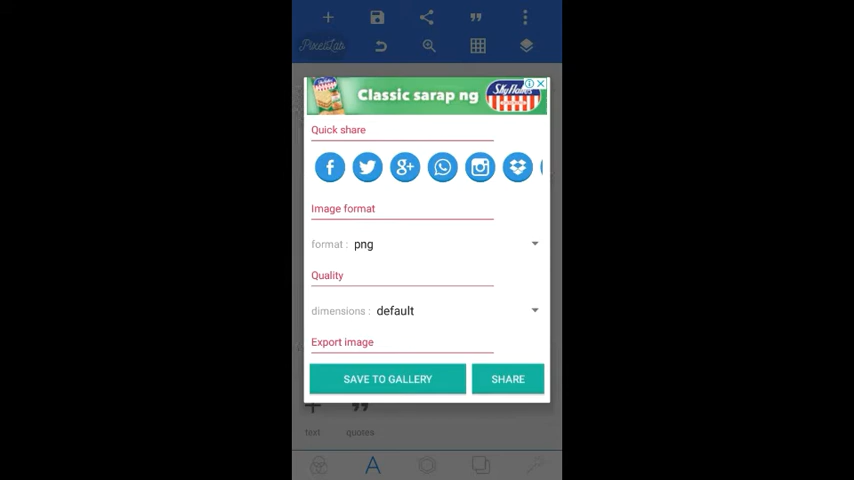 PixelLab
Classic sarap ng
SkyFlakes
Quick share
Image format
format : png
Quality
dimensions : default
Export image
SAVE TO GALLERY
SHARE
text
quotes
A